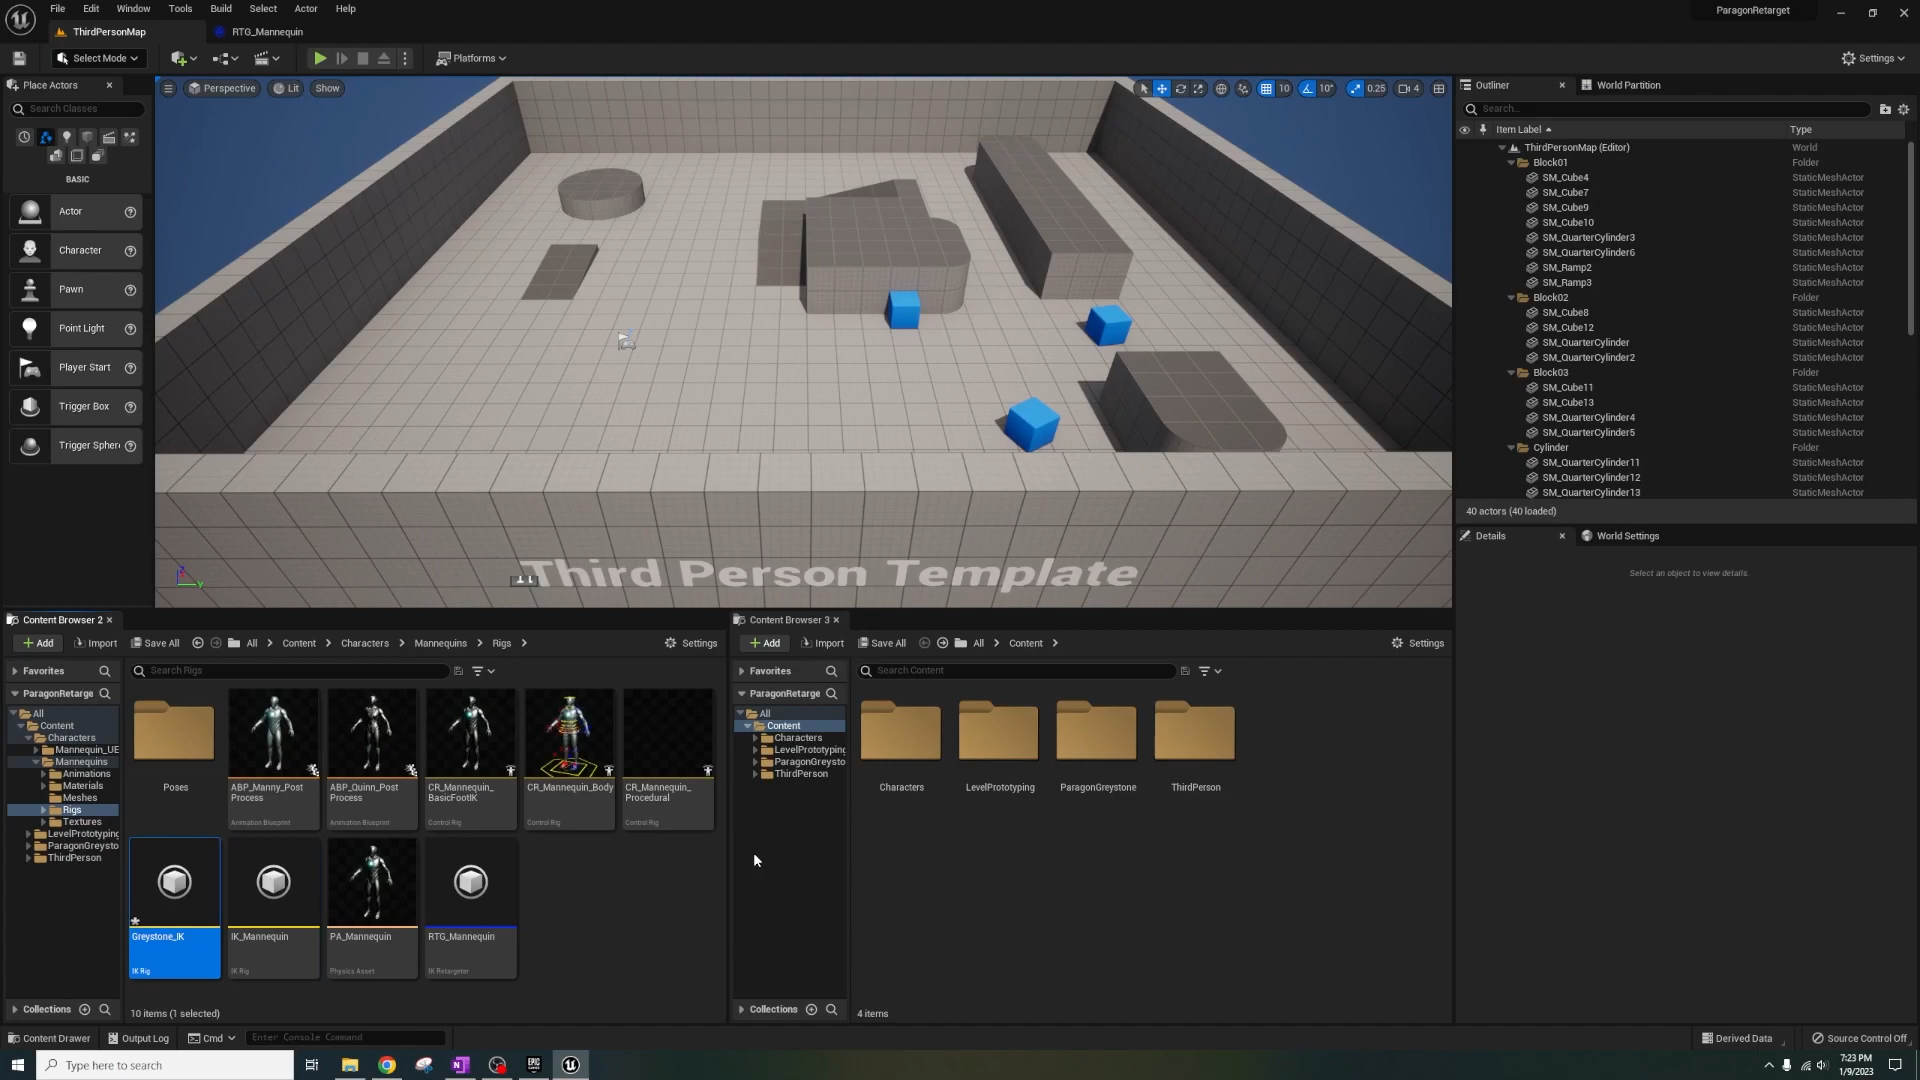 File Edit Window Tools Build Select Actor Help
ParagonRetarget
ThirdPersonMap
RTG_Mannequin
Select Mode
Platforms
Settings
Place Actors
Search Classes
BASIC
Actor
Character
Pawn
Point Light
Player Start
Trigger Box
Trigger Spher
Perspective
Lit
Show
10
10°
0.25
4
Third Person Template
Outliner
World Partition
Search...
Item Label
Type
ThirdPersonMap (Editor) World
Block01 Folder
SM_Cube4 StaticMeshActor
SM_Cube7 StaticMeshActor
SM_Cube9 StaticMeshActor
SM_Cube10 StaticMeshActor
SM_QuarterCylinder3 StaticMeshActor
SM_QuarterCylinder6 StaticMeshActor
SM_Ramp2 StaticMeshActor
SM_Ramp3 StaticMeshActor
Block02 Folder
SM_Cube8 StaticMeshActor
SM_Cube12 StaticMeshActor
SM_QuarterCylinder StaticMeshActor
SM_QuarterCylinder2 StaticMeshActor
Block03 Folder
SM_Cube11 StaticMeshActor
SM_Cube13 StaticMeshActor
SM_QuarterCylinder4 StaticMeshActor
SM_QuarterCylinder5 StaticMeshActor
Cylinder Folder
SM_QuarterCylinder11 StaticMeshActor
SM_QuarterCylinder12 StaticMeshActor
SM_QuarterCylinder13 StaticMeshActor
40 actors (40 loaded)
Details
World Settings
Select an object to view details.
Content Browser 2
Add Import Save All All > Content > Characters > Mannequins > Rigs > Settings
Favorites
Search Rigs
ParagonRetarge
All
Content
Characters
Mannequin_UE
Mannequins
Animations
Materials
Meshes
Rigs
Textures
LevelPrototyping
ParagonGreysto
ThirdPerson
Collections
Poses
ABP_Manny_Post
Process
Animation Blueprint
ABP_Quinn_Post
Process
Animation Blueprint
CR_Mannequin_
BasicFootIK
Control Rig
CR_Mannequin_Body
Control Rig
CR_Mannequin_
Procedural
Control Rig
Greystone_IK
IK Rig
IK_Mannequin
IK Rig
PA_Mannequin
Physics Asset
RTG_Mannequin
IK Retargeter
10 items (1 selected)
Content Browser 3
Add Import Save All All > Content > Settings
Favorites
Search Content
ParagonRetarge
All
Content
Characters
LevelPrototyping
ParagonGreysto
ThirdPerson
Collections
Characters
LevelPrototyping
ParagonGreystone
ThirdPerson
4 items
Content Drawer
Output Log
Cmd
Enter Console Command
Derived Data
Source Control Off
Type here to search
7:23 PM
1/9/2023